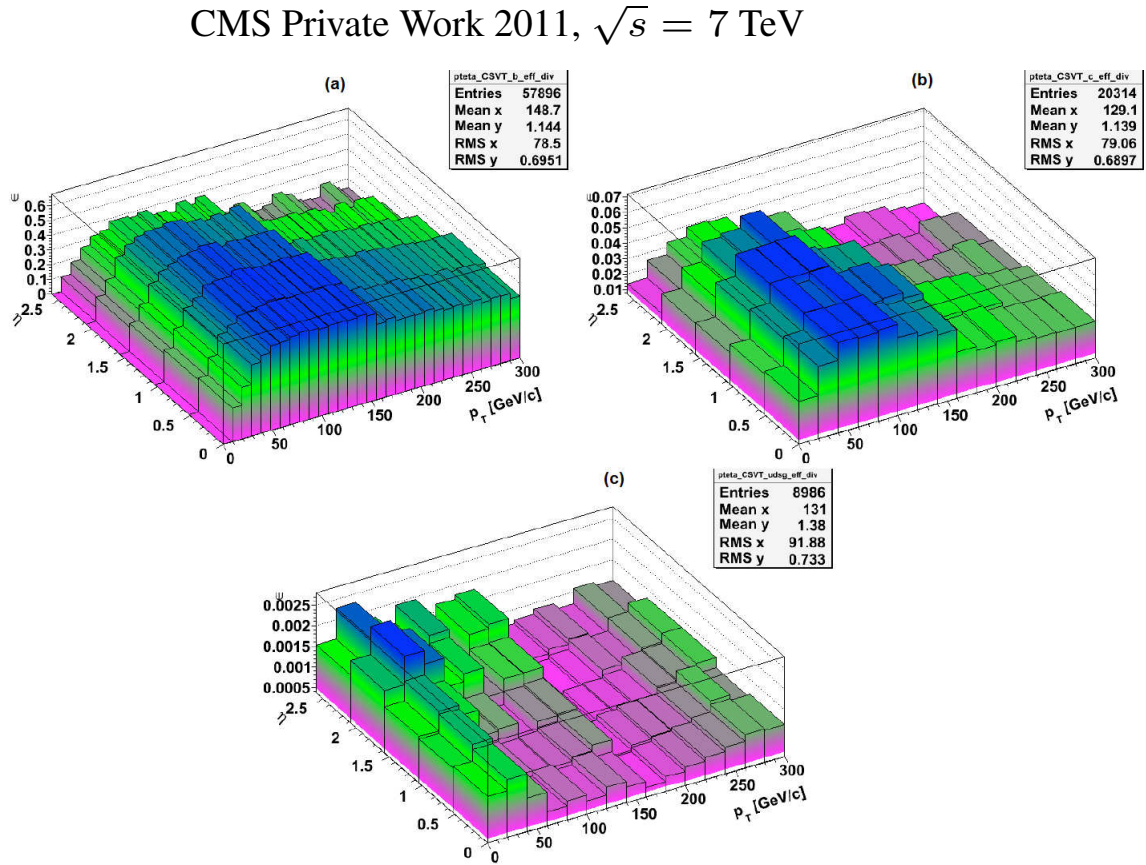 CMS Private Work 2011, √s = 7 TeV
(a)
pteta_CSVT_b_eff_div
Entries 57896
Mean x 148.7
Mean y 1.144
RMS x 78.5
RMS y 0.6951
ϵ
0.6
0.5
0.4
0.3
0.2
0.1
0
2.5
η
2
1.5
1
0.5
0
0
50
100
150
200
250
300
p_T [GeV/c]
(b)
pteta_CSVT_c_eff_div
Entries 20314
Mean x 129.1
Mean y 1.139
RMS x 79.06
RMS y 0.6897
ϵ
0.07
0.06
0.05
0.04
0.03
0.02
0.01
2.5
η
2
1.5
1
0.5
0
0
50
100
150
200
250
300
p_T [GeV/c]
(c)
pteta_CSVT_udsg_eff_div
Entries 8986
Mean x 131
Mean y 1.38
RMS x 91.88
RMS y 0.733
ϵ
0.0025
0.002
0.0015
0.001
0.0005
2.5
η
2
1.5
1
0.5
0
0
50
100
150
200
250
300
p_T [GeV/c]